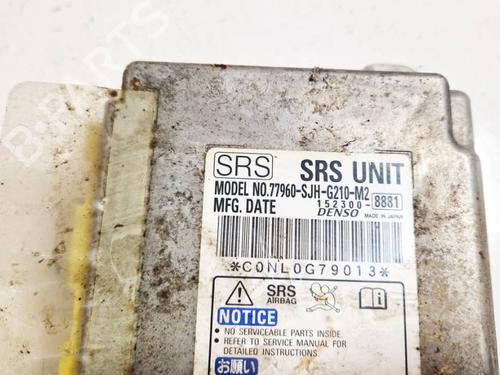 B-PARTS
SRS SRS UNIT
MODEL NO.77960-SJH-G210-M2
MFG. DATE 152300-8881
DENSO MADE IN JAPAN
*C0NL0G79013*
SRS
AIRBAG
NOTICE
• NO SERVICEABLE PARTS INSIDE.
• REFER TO SERVICE MANUAL FOR
DETAILED INSTRUCTIONS.
お願い